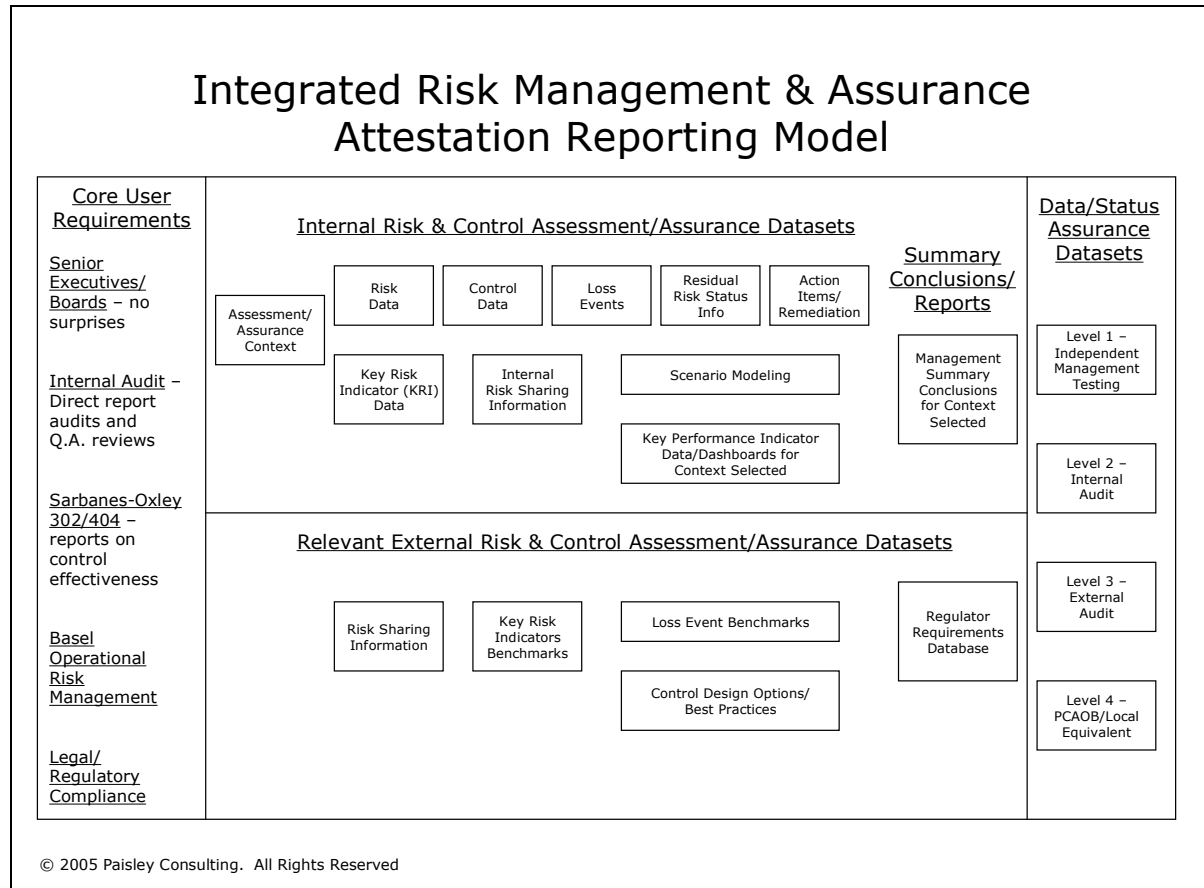 Integrated Risk Management & Assurance
Attestation Reporting Model
Core User
Requirements
Senior
Executives/
Boards – no
surprises
Internal Audit –
Direct report
audits and
Q.A. reviews
Sarbanes-Oxley
302/404 –
reports on
control
effectiveness
Basel
Operational
Risk
Management
Legal/
Regulatory
Compliance
Internal Risk & Control Assessment/Assurance Datasets
Assessment/
Assurance
Context
Risk
Data
Control
Data
Loss
Events
Residual
Risk Status
Info
Action
Items/
Remediation
Key Risk
Indicator (KRI)
Data
Internal
Risk Sharing
Information
Scenario Modeling
Key Performance Indicator
Data/Dashboards for
Context Selected
Summary
Conclusions/
Reports
Management
Summary
Conclusions
for Context
Selected
Relevant External Risk & Control Assessment/Assurance Datasets
Risk Sharing
Information
Key Risk
Indicators
Benchmarks
Loss Event Benchmarks
Control Design Options/
Best Practices
Regulator
Requirements
Database
Data/Status
Assurance
Datasets
Level 1 –
Independent
Management
Testing
Level 2 –
Internal
Audit
Level 3 –
External
Audit
Level 4 –
PCAOB/Local
Equivalent
© 2005 Paisley Consulting. All Rights Reserved